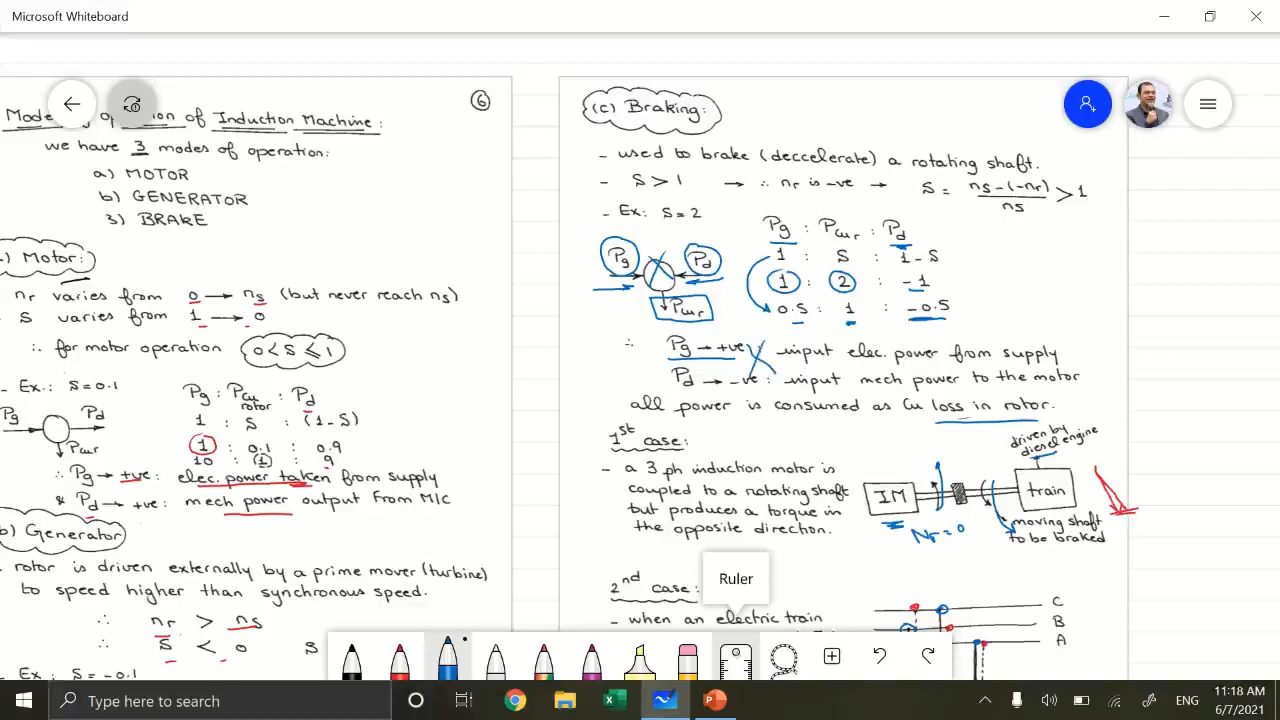 Microsoft Whiteboard
6
Mode of Induction Machine:
we have 3 modes of operation:
a) MOTOR
b) GENERATOR
3) BRAKE
) Motor:
nr varies from 0 → ns (but never reach ns)
S varies from 1 → 0
∴ for motor operation 0 < S ≤ 1
- Ex: S = 0.1
Pg : Pcu rotor : Pd
1 : S : (1-S)
1 : 0.1 : 0.9
10 : 1 : 9
Pg Pd
Pcur
∴ Pg → +ve: elec. power taken from supply
& Pd → +ve: mech power output from M/C
b) Generator
rotor is driven externally by a prime mover (turbine)
to speed higher than synchronous speed.
∴ nr > ns
∴ S < 0 S
- Ex: S = -0.1
(c) Braking:
- used to brake (deccelerate) a rotating shaft.
- S > 1 → ∴ nr is -ve → S = ns - (-nr) / ns > 1
- Ex: S = 2
Pg : Pcur : Pd
1 : S : 1-S
1 : 2 : -1
0.5 : 1 : -0.5
Pg Pd
Pcur
∴ Pg → +ve: input elec. power from supply
Pd → -ve: input mech power to the motor
all power is consumed as Cu loss in rotor.
1st case:
- a 3 ph induction motor is
coupled to a rotating shaft
but produces a torque in
the opposite direction.
driven by
diesel engine
IM
train
Nr = 0
moving shaft
to be braked
Ruler
2nd case:
- when an electric train
C
B
A
Type here to search
ENG
11:18 AM
6/7/2021